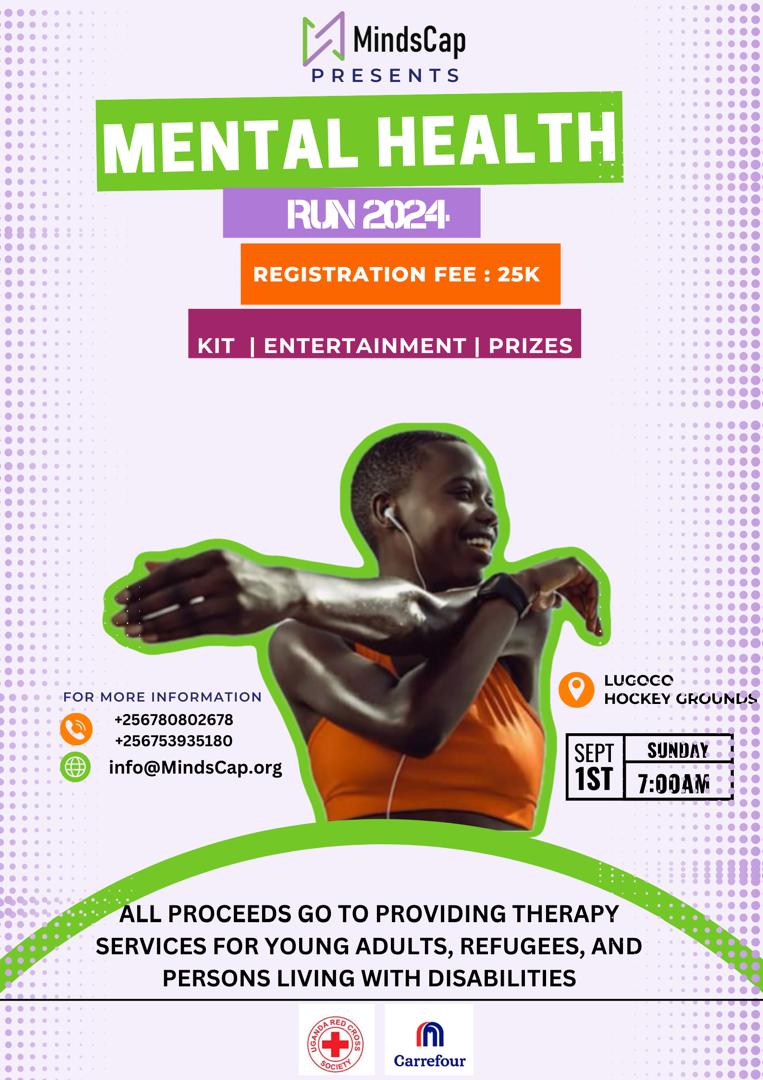 MindsCap
PRESENTS
MENTAL HEALTH
RUN 2024
REGISTRATION FEE : 25K
KIT | ENTERTAINMENT | PRIZES
LUGOGO
HOCKEY GROUNDS
FOR MORE INFORMATION
+256780802678
+256753935180
info@MindsCap.org
SEPT
1ST
SUNDAY
7:00AM
ALL PROCEEDS GO TO PROVIDING THERAPY
SERVICES FOR YOUNG ADULTS, REFUGEES, AND
PERSONS LIVING WITH DISABILITIES
UGANDA RED CROSS
SOCIETY
Carrefour